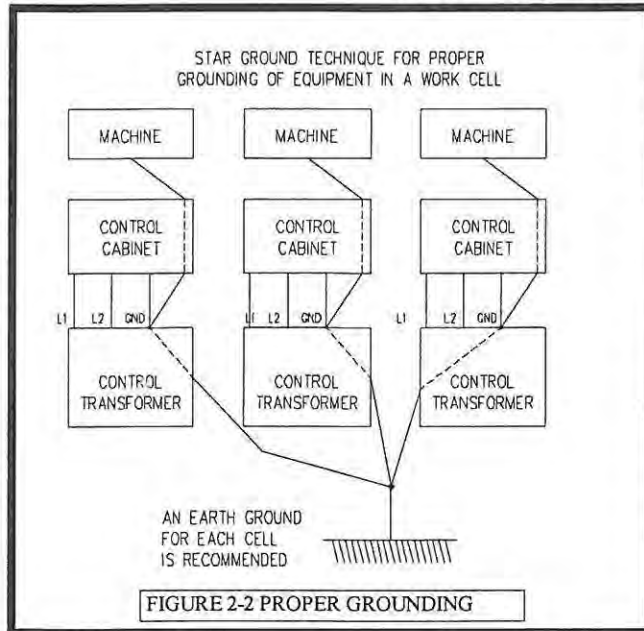 STAR GROUND TECHNIQUE FOR PROPER
GROUNDING OF EQUIPMENT IN A WORK CELL
MACHINE
MACHINE
MACHINE
CONTROL
CABINET
CONTROL
CABINET
CONTROL
CABINET
L1
L2
GND
L1
L2
GND
L1
L2
GND
CONTROL
TRANSFORMER
CONTROL
TRANSFORMER
CONTROL
TRANSFORMER
AN EARTH GROUND
FOR EACH CELL
IS RECOMMENDED
FIGURE 2-2 PROPER GROUNDING